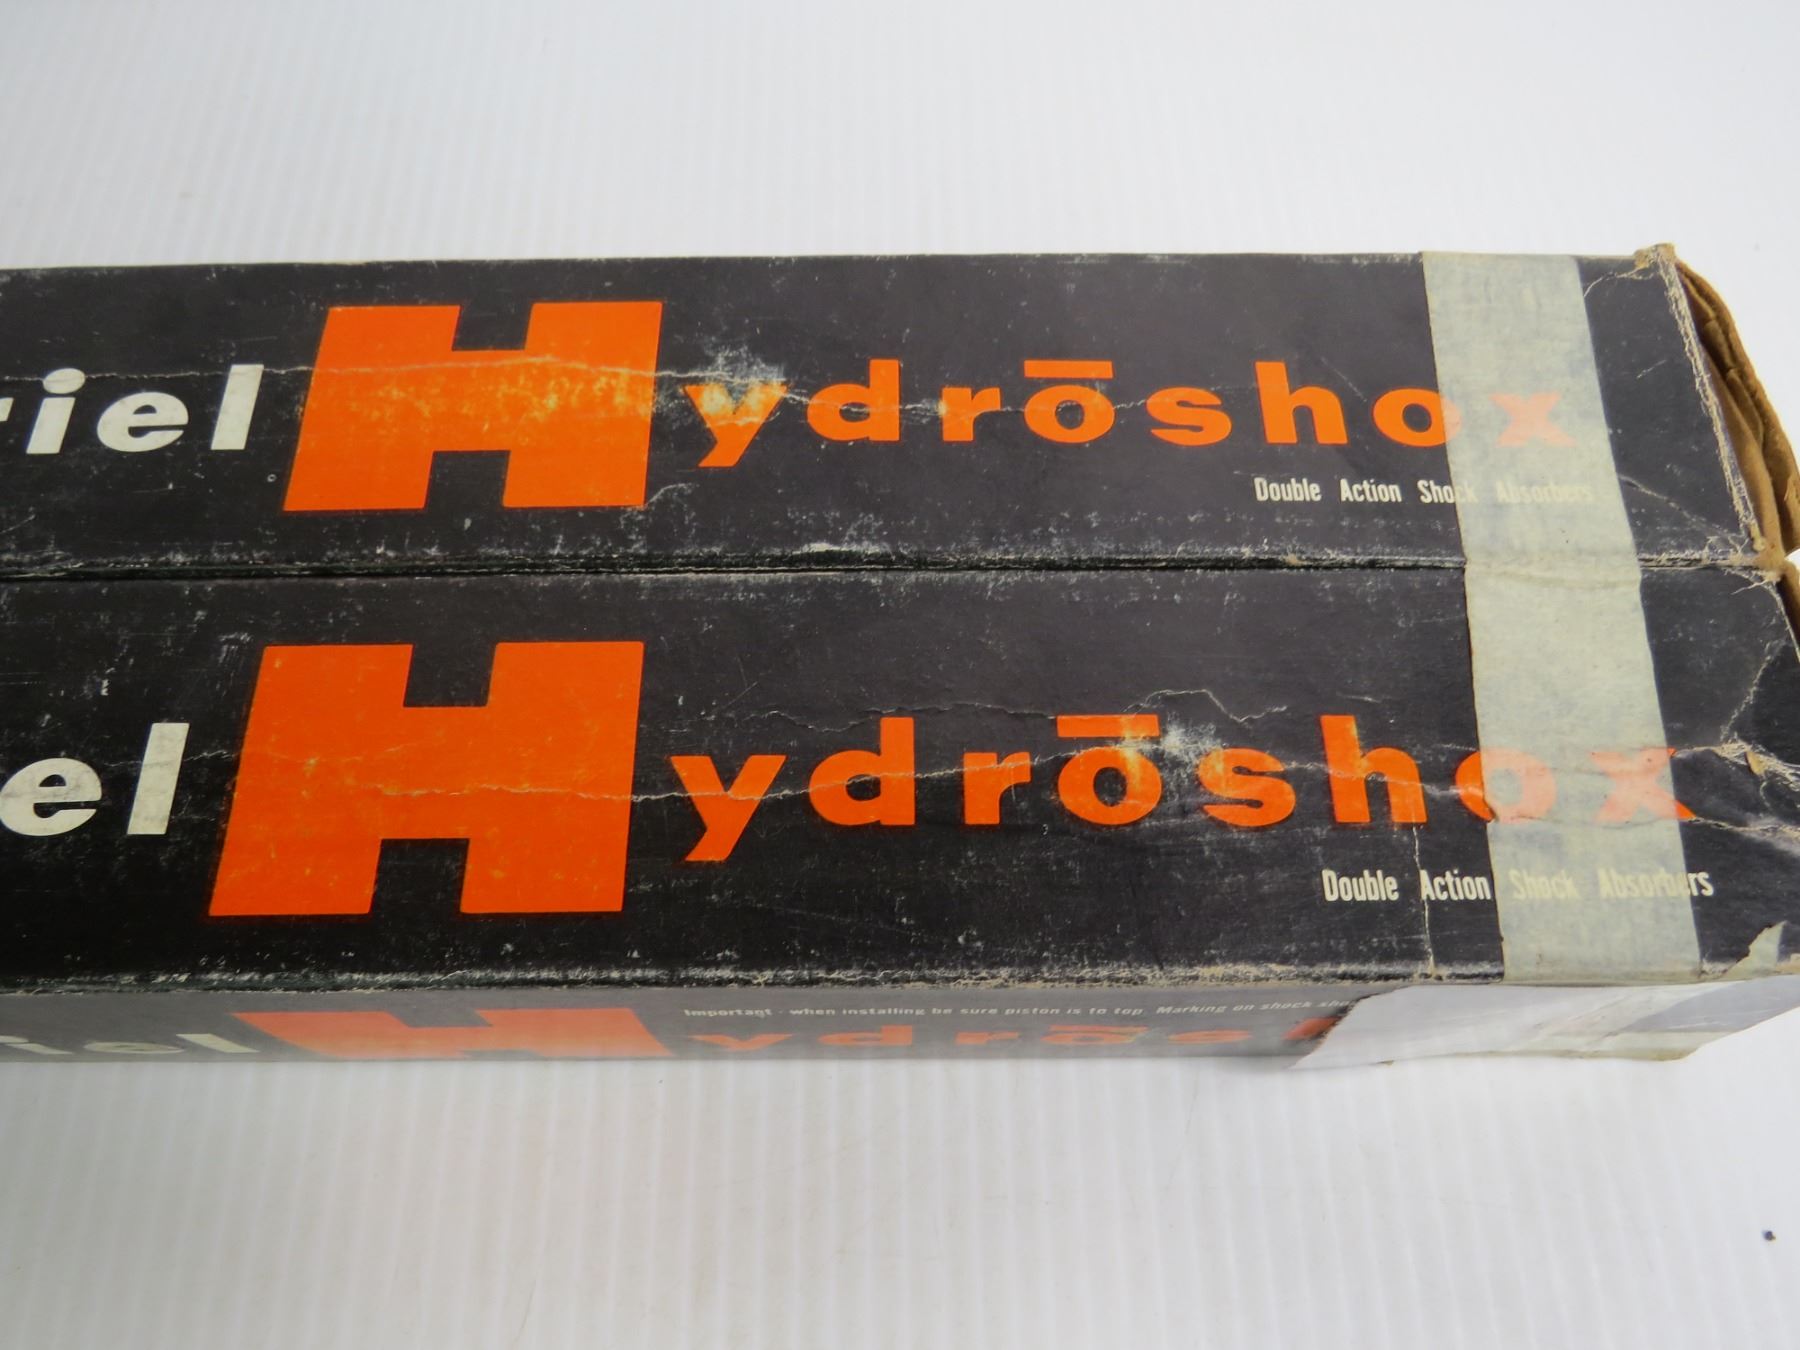 riel Hydrōshox
Double Action Shock Absorbers
el Hydrōshox
Double Action Shock Absorbers
Important - when installing be sure piston is to top. Marking on shock
iel Hydrōs